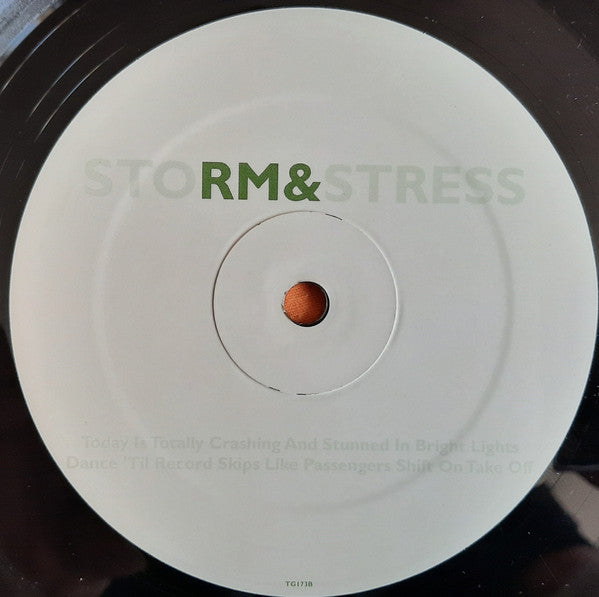 STORM&STRESS
Today Is Totally Crashing And Stunned In Bright Lights
Dance 'Til Record Skips Like Passengers Shift On Take Off
TG173B